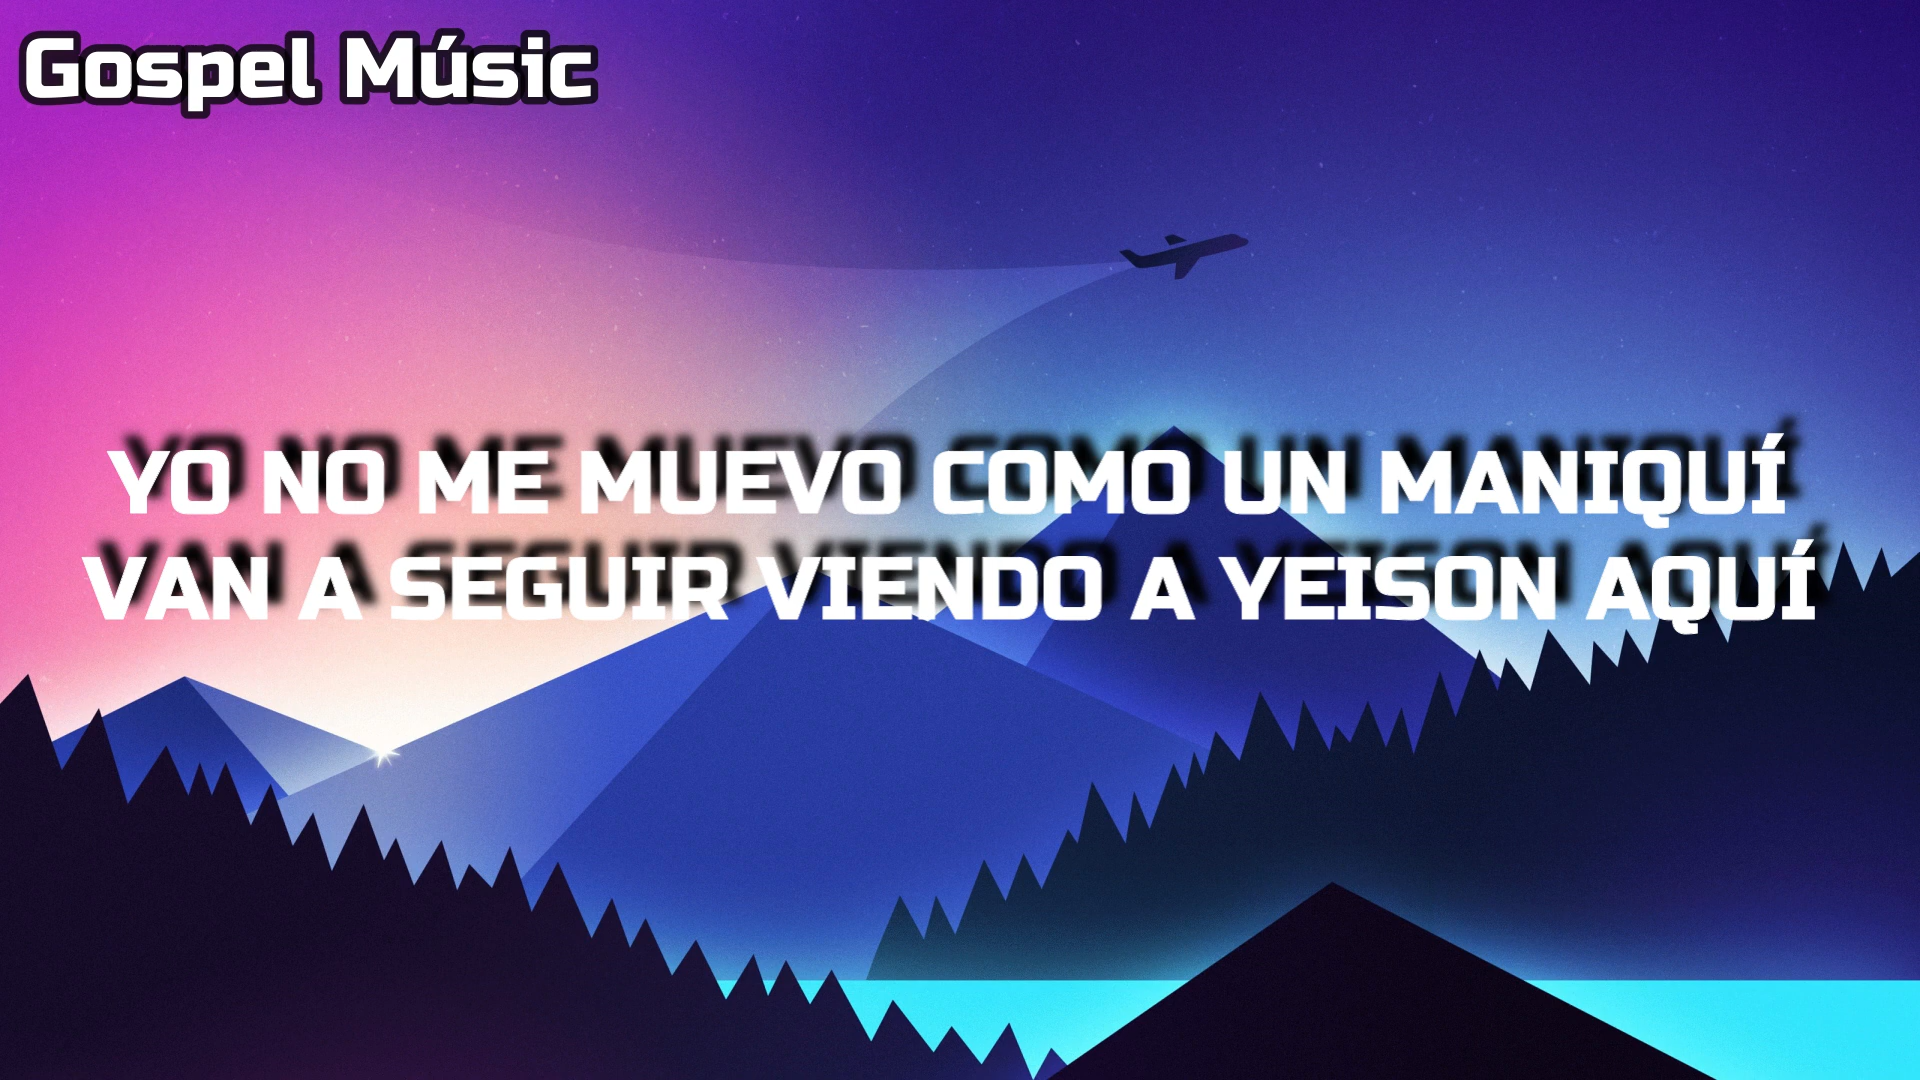 Gospel Músic
YO NO ME MUEVO COMO UN MANIQUÍ
VAN A SEGUIR VIENDO A YEISON AQUÍ